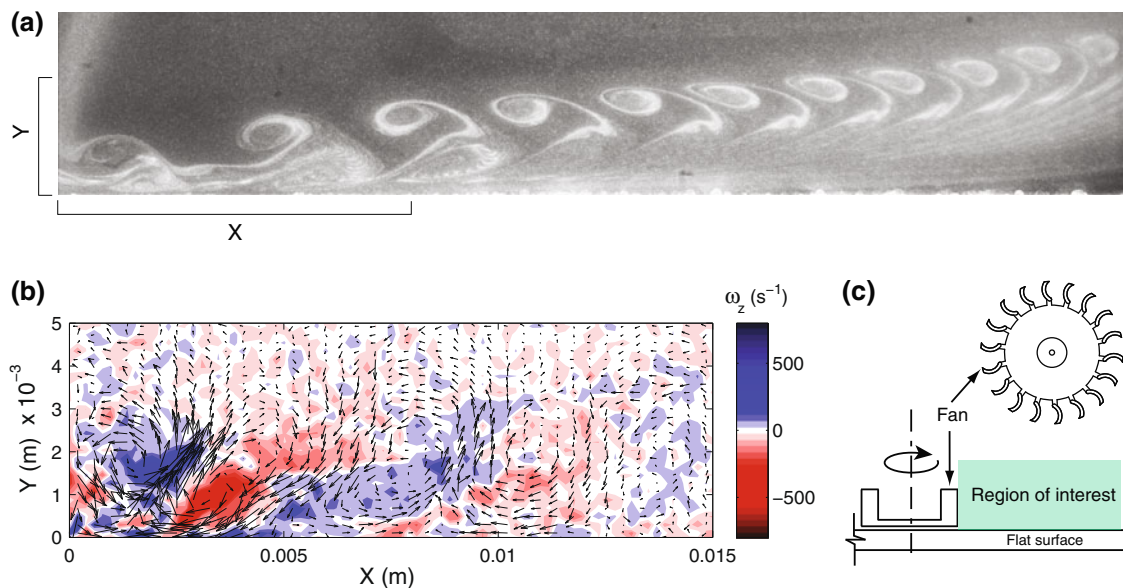 (a)
Y
X
(b)
ω_z (s⁻¹)
Y (m) x 10⁻³
5
4
3
2
1
0
0
0.005
0.01
0.015
X (m)
500
0
−500
(c)
Fan
Region of interest
Flat surface